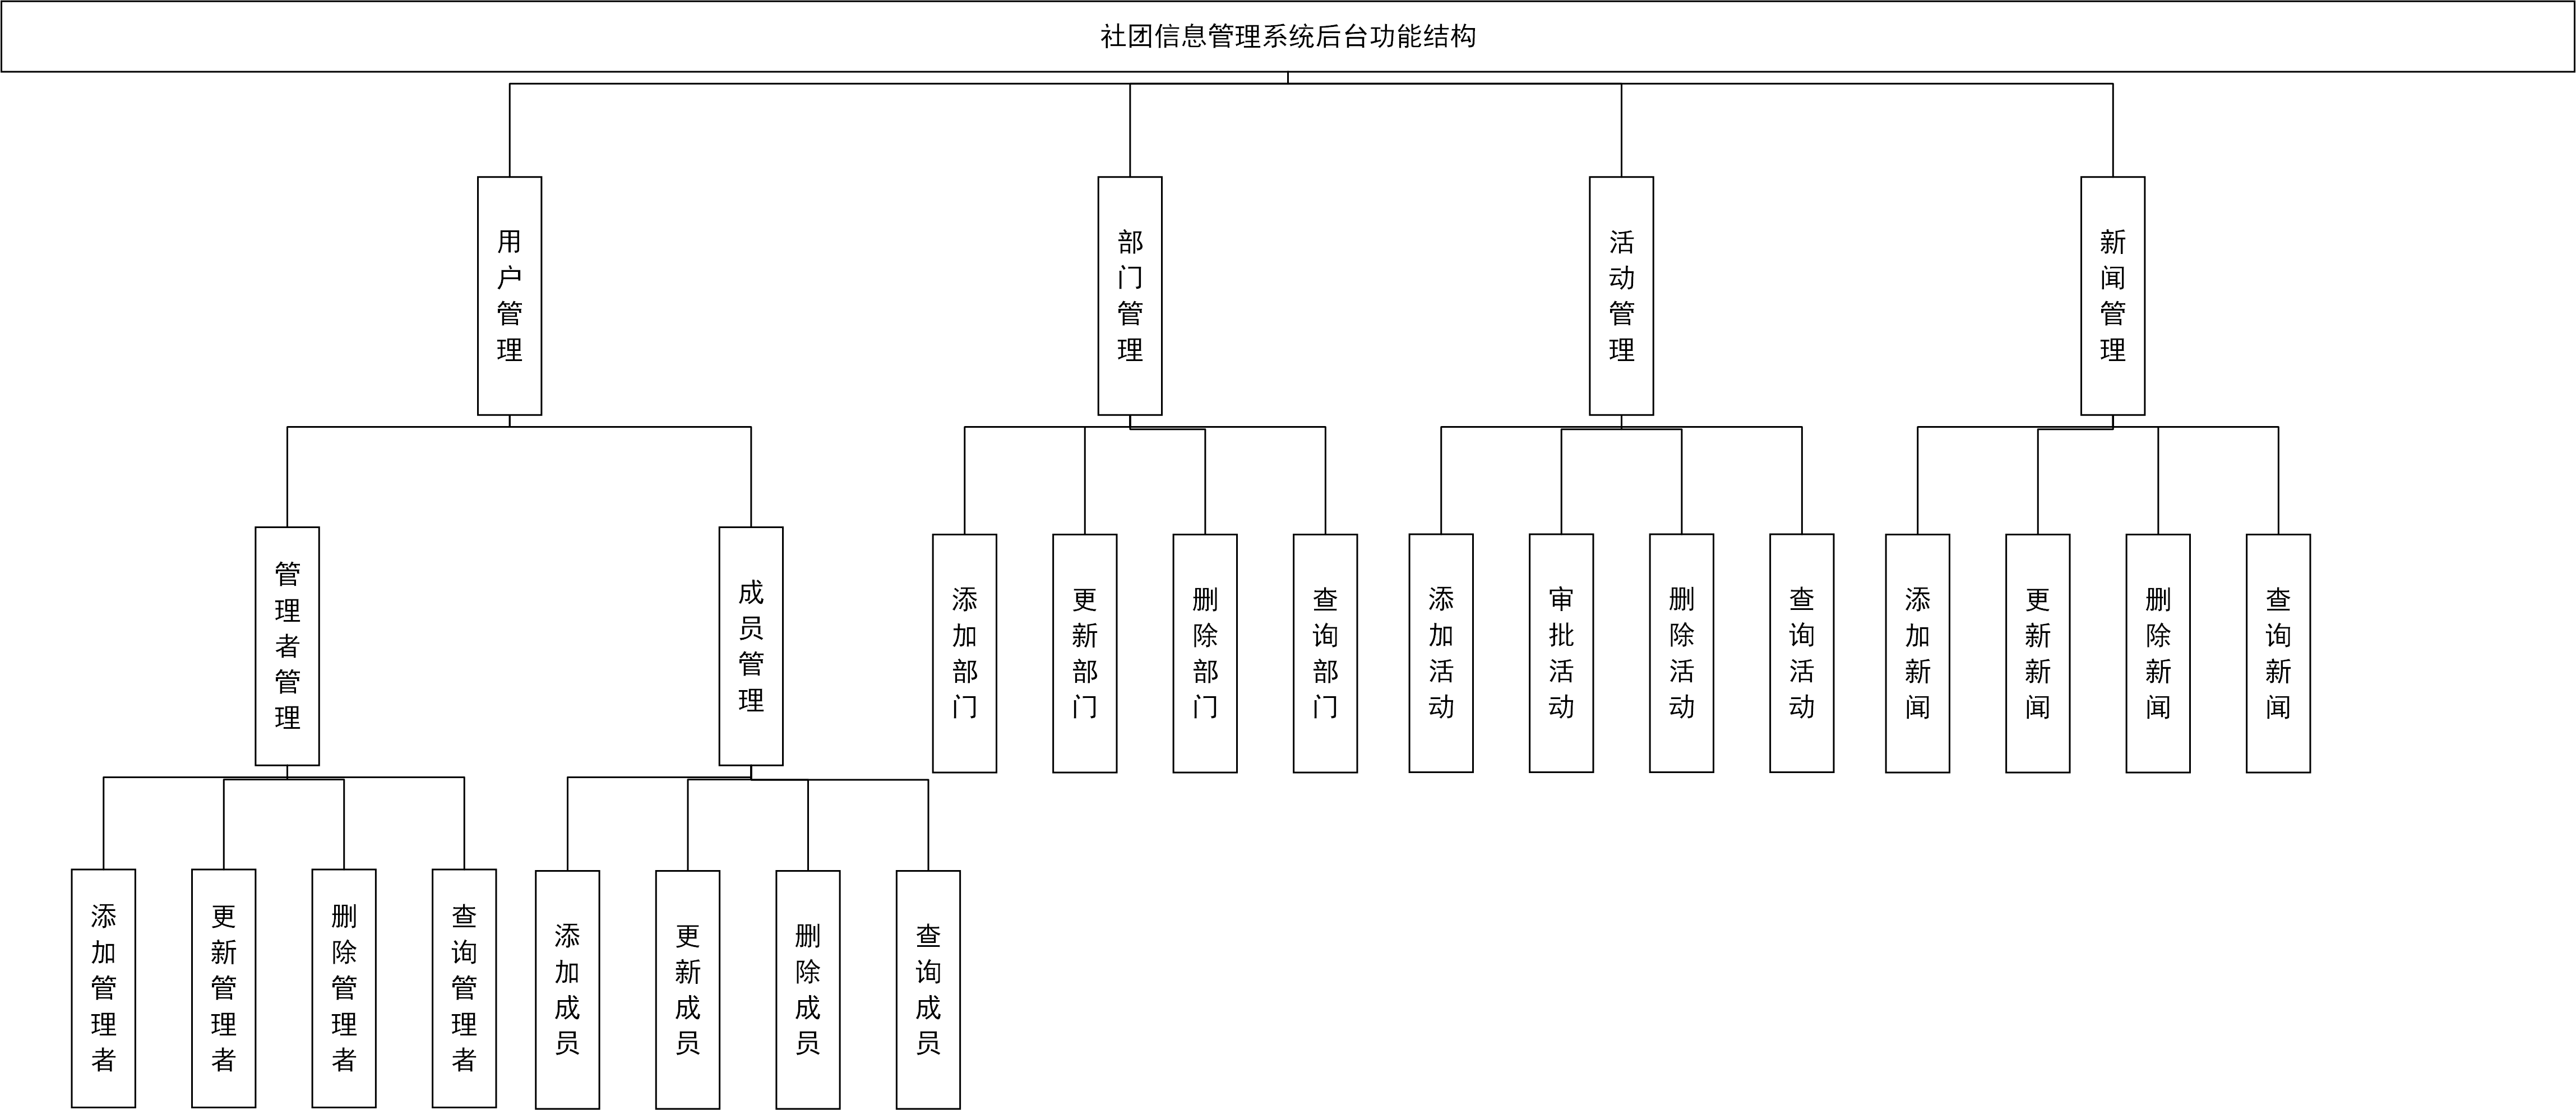 社团信息管理系统后台功能结构
用户管理
部门管理
活动管理
新闻管理
管理者管理
成员管理
添加部门
更新部门
删除部门
查询部门
添加活动
审批活动
删除活动
查询活动
添加新闻
更新新闻
删除新闻
查询新闻
添加管理者
更新管理者
删除管理者
查询管理者
添加成员
更新成员
删除成员
查询成员